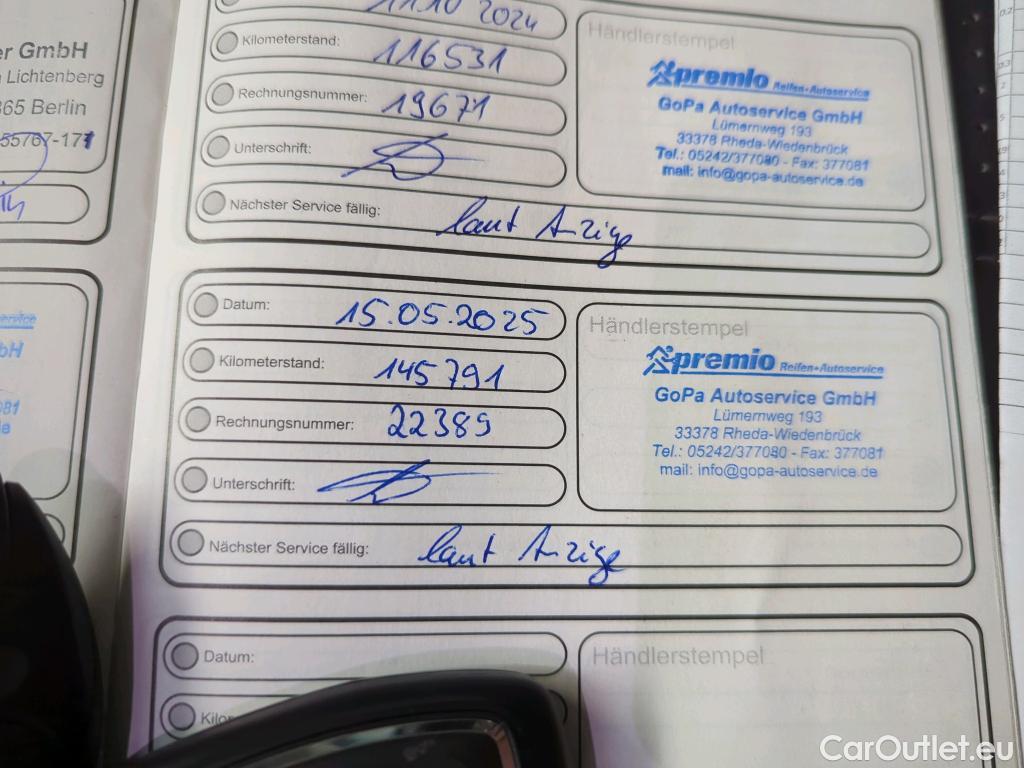 er GmbH
Lichtenberg
365 Berlin
55767-171
11.10 2024
Kilometerstand: 116531
Rechnungsnummer: 19671
Unterschrift:
Nächster Service fällig: laut Anzige
Händlerstempel
premio Reifen+Autoservice
GoPa Autoservice GmbH
Lümernweg 193
33378 Rheda-Wiedenbrück
Tel.: 05242/377080 - Fax: 377081
mail: info@gopa-autoservice.de
Datum: 15.05.2025
Kilometerstand: 145791
Rechnungsnummer: 22389
Unterschrift:
Nächster Service fällig: laut Anzige
Händlerstempel
premio Reifen+Autoservice
GoPa Autoservice GmbH
Lümernweg 193
33378 Rheda-Wiedenbrück
Tel.: 05242/377080 - Fax: 377081
mail: info@gopa-autoservice.de
Datum:
Händlerstempel
CarOutlet.eu